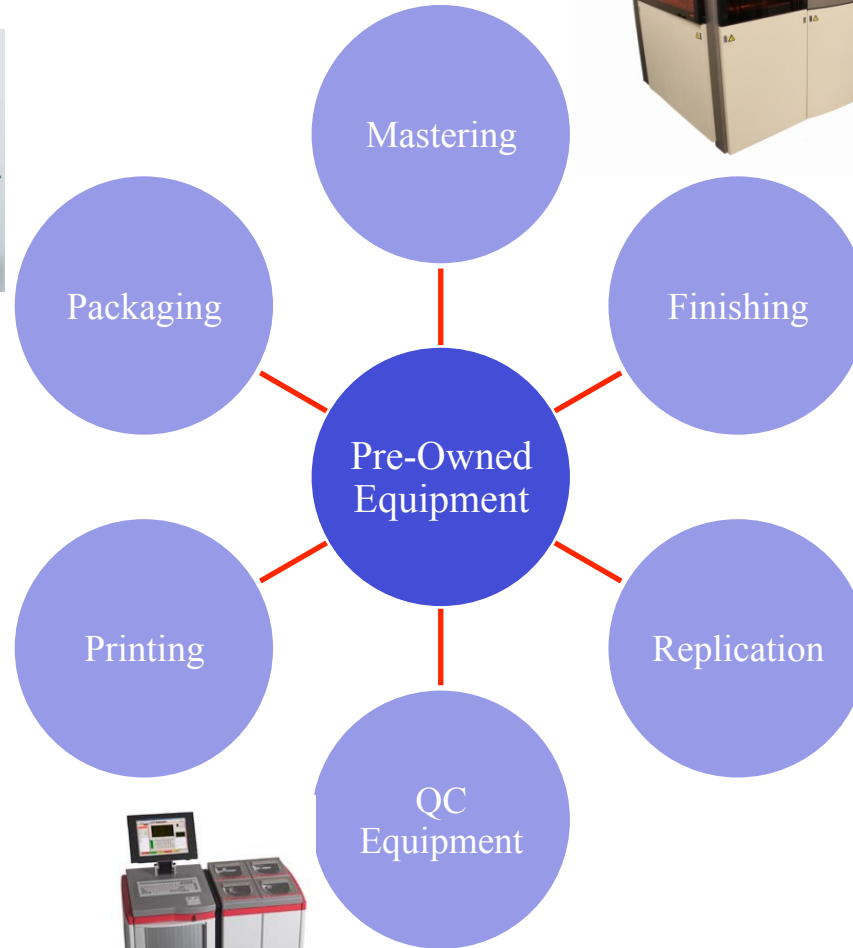 Mastering
Packaging
Finishing
Pre-Owned
Equipment
Printing
Replication
QC
Equipment